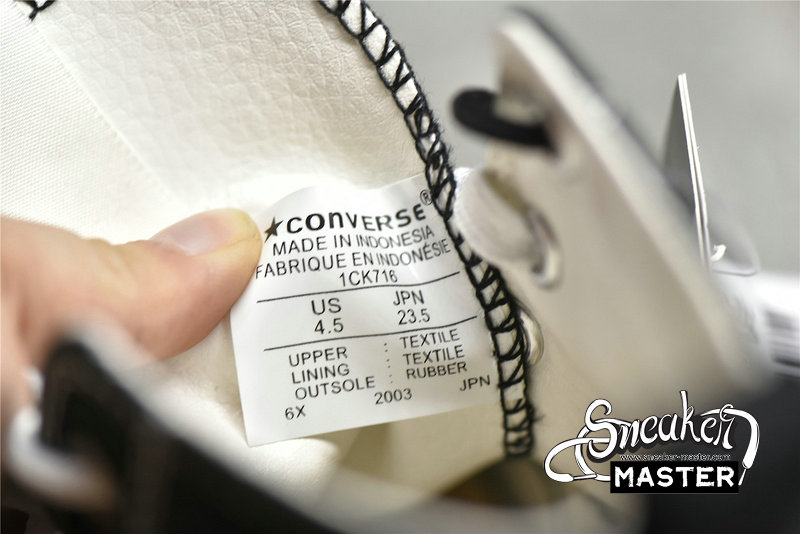 ★CONVERSE®
MADE IN INDONESIA
FABRIQUE EN INDONÉSIE
1CK716
US JPN
4.5 23.5
UPPER : TEXTILE
LINING : TEXTILE
OUTSOLE : RUBBER
6X 2003 JPN
Sneaker
www.sneaker-master.com
MASTER